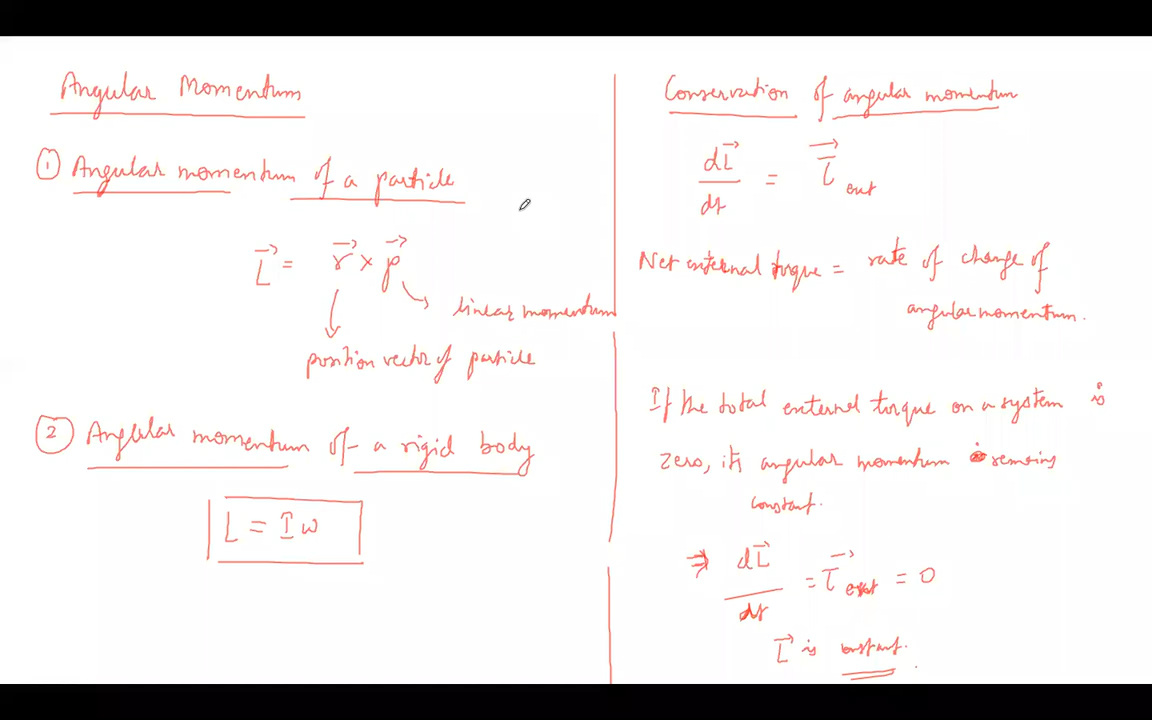 Angular Momentum
① Angular momentum of a particle
L⃗ = r⃗ × p⃗
linear momentum
position vector of particle
② Angular momentum of a rigid body
L = I ω
Conservation of angular momentum
dL⃗/dt = τ⃗ ext
Net external torque = rate of change of
angular momentum.
If the total external torque on a system is
zero, its angular momentum remains
constant.
⇒ dL⃗/dt = τ⃗ ext = 0
L⃗ is constant.